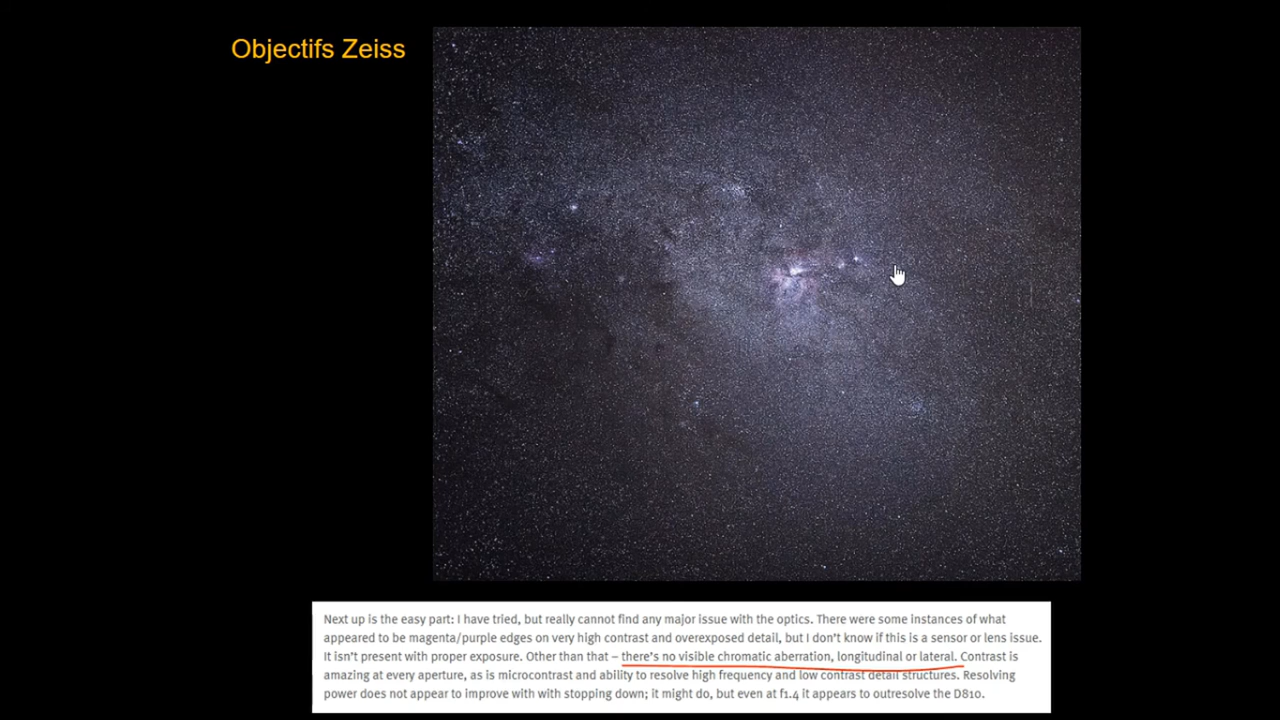 Objectifs Zeiss
Next up is the easy part: I have tried, but really cannot find any major issue with the optics. There were some instances of what
appeared to be magenta/purple edges on very high contrast and overexposed detail, but I don't know if this is a sensor or lens issue.
It isn't present with proper exposure. Other than that – there's no visible chromatic aberration, longitudinal or lateral. Contrast is
amazing at every aperture, as is microcontrast and ability to resolve high frequency and low contrast detail structures. Resolving
power does not appear to improve with with stopping down; it might do, but even at f1.4 it appears to outresolve the D810.